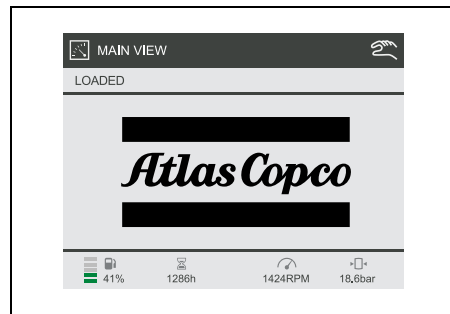 MAIN VIEW
LOADED
Atlas Copco
41% 1286h 1424RPM 18.6bar